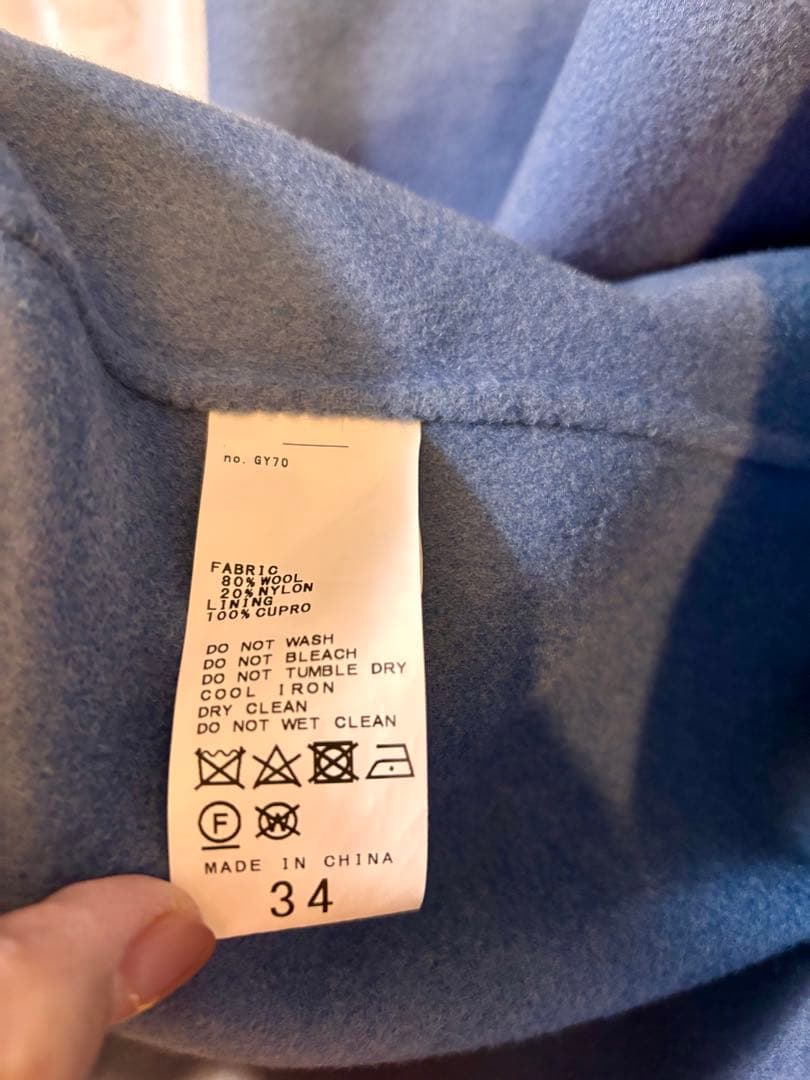 no. GY70
FABRIC
80% WOOL
20% NYLON
LINING
100% CUPRO
DO NOT WASH
DO NOT BLEACH
DO NOT TUMBLE DRY
COOL IRON
DRY CLEAN
DO NOT WET CLEAN
F W
MADE IN CHINA
34